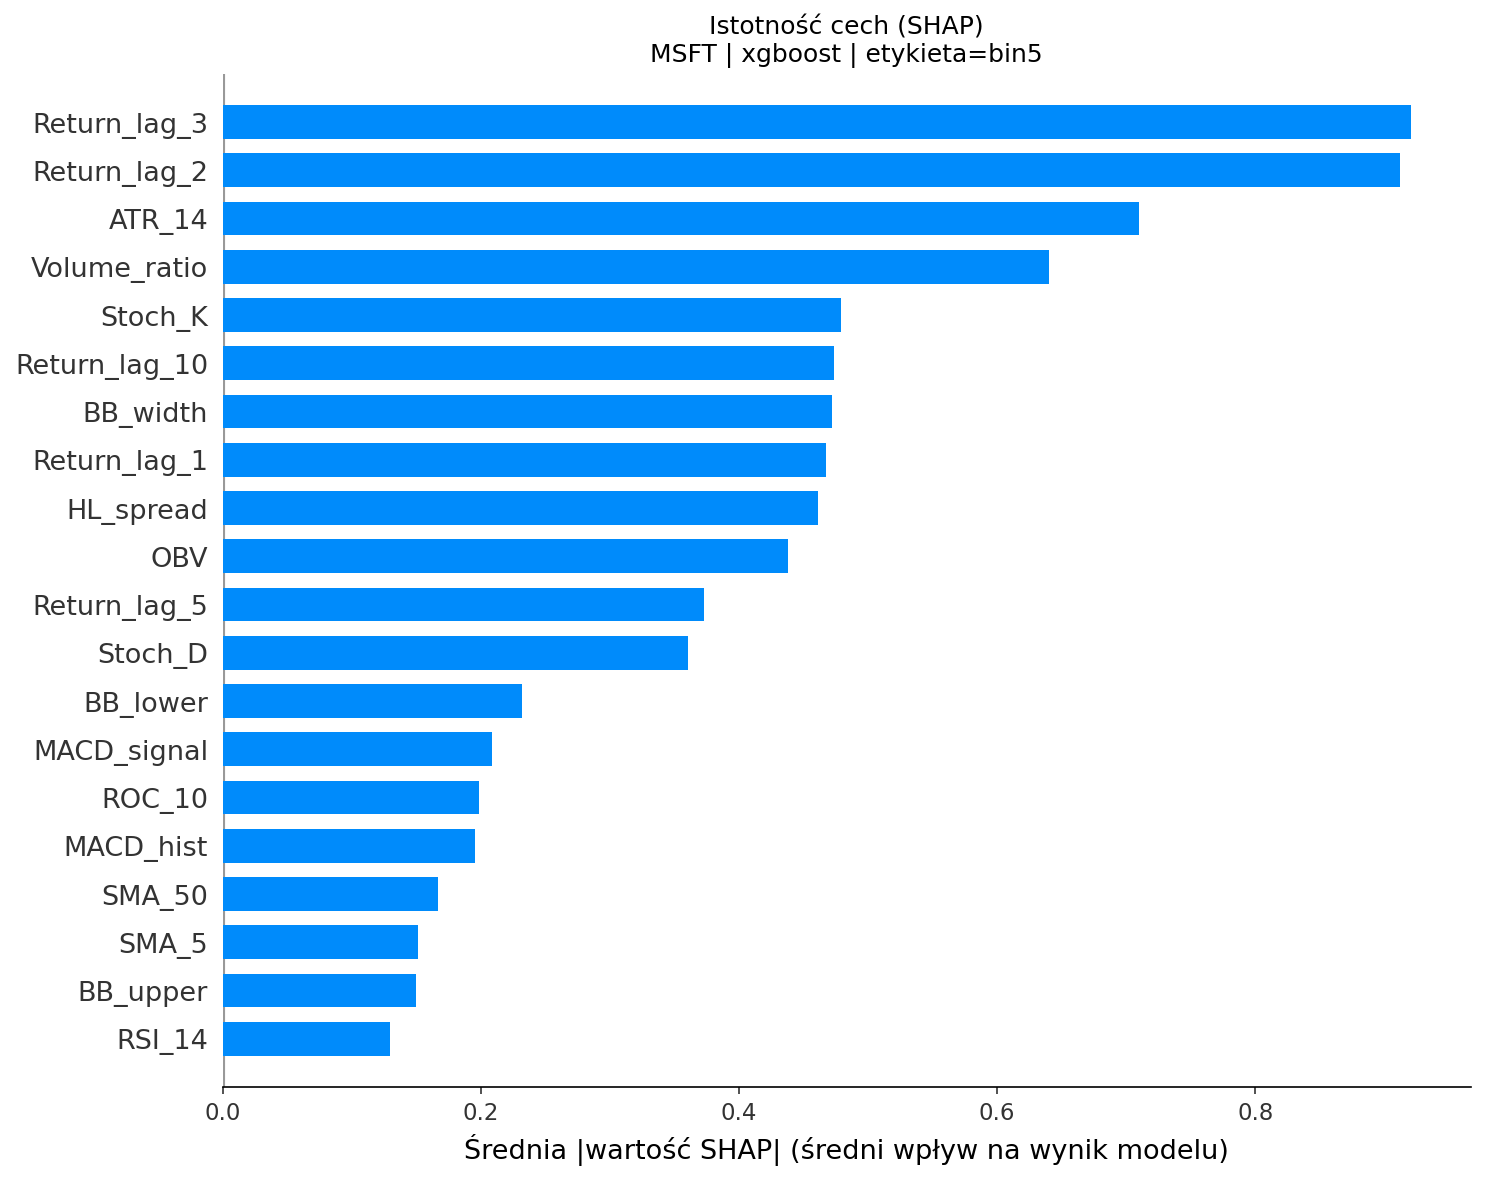 Istotność cech (SHAP)
MSFT | xgboost | etykieta=bin5
Return_lag_3
Return_lag_2
ATR_14
Volume_ratio
Stoch_K
Return_lag_10
BB_width
Return_lag_1
HL_spread
OBV
Return_lag_5
Stoch_D
BB_lower
MACD_signal
ROC_10
MACD_hist
SMA_50
SMA_5
BB_upper
RSI_14
0.0 0.2 0.4 0.6 0.8
Średnia |wartość SHAP| (średni wpływ na wynik modelu)